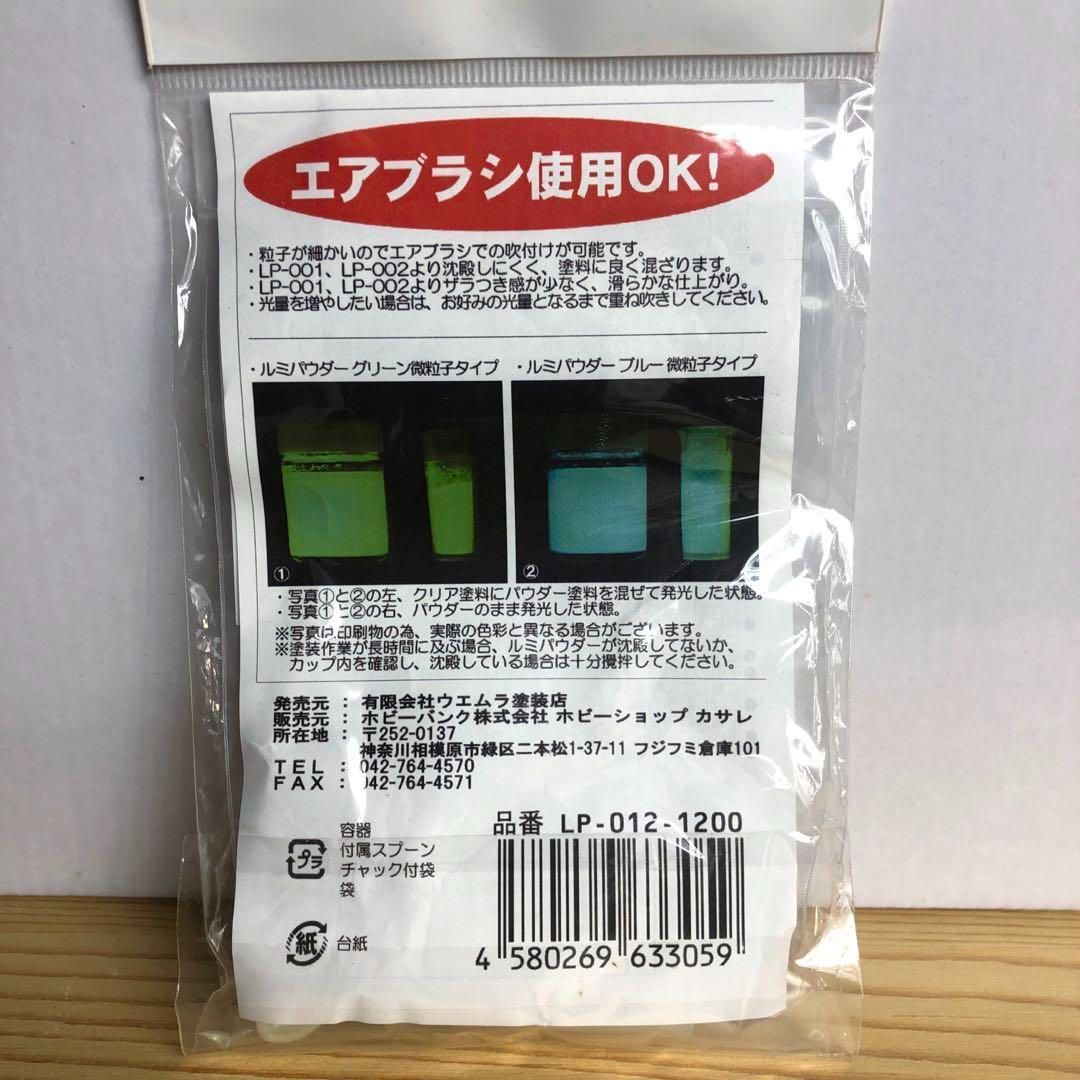 エアブラシ使用OK!
・粒子が細かいのでエアブラシでの吹付けが可能です。
・LP-001、LP-002より沈殿しにくく、塗料に良く混ざります。
・LP-001、LP-002よりザラつき感が少なく、滑らかな仕上がり。
・光量を増やしたい場合は、お好みの光量となるまで重ね吹きしてください。
・ルミパウダー グリーン微粒子タイプ ・ルミパウダー ブルー 微粒子タイプ
① ②
・写真①と②の左、クリア塗料にパウダー塗料を混ぜて発光した状態。
・写真①と②の右、パウダーのまま発光した状態。
※写真は印刷物の為、実際の色彩と異なる場合がございます。
※塗装作業が長時間に及ぶ場合、ルミパウダーが沈殿してないか、
カップ内を確認し、沈殿している場合は十分攪拌してください。
発売元 : 有限会社ウエムラ塗装店
販売元 : ホビーバンク株式会社 ホビーショップ カサレ
所在地 : 〒252-0137
神奈川相模原市緑区二本松1-37-11 フジフミ倉庫101
TEL : 042-764-4570
FAX : 042-764-4571
品番 LP-012-1200
プラ
容器
付属スプーン
チャック付袋
袋
紙 台紙
4 580269 633059